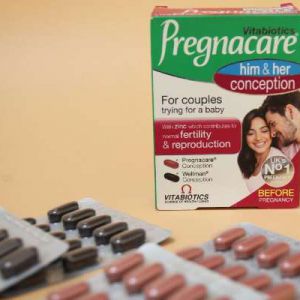 Vitabiotics
Pregnacare®
him & her
conception
For couples
trying for a baby
With zinc which contributes to
normal fertility
& reproduction
Pregnacare®
Conception
Wellman®
Conception
UK's
No1
VITABIOTICS
BEFORE
PREGNANCY